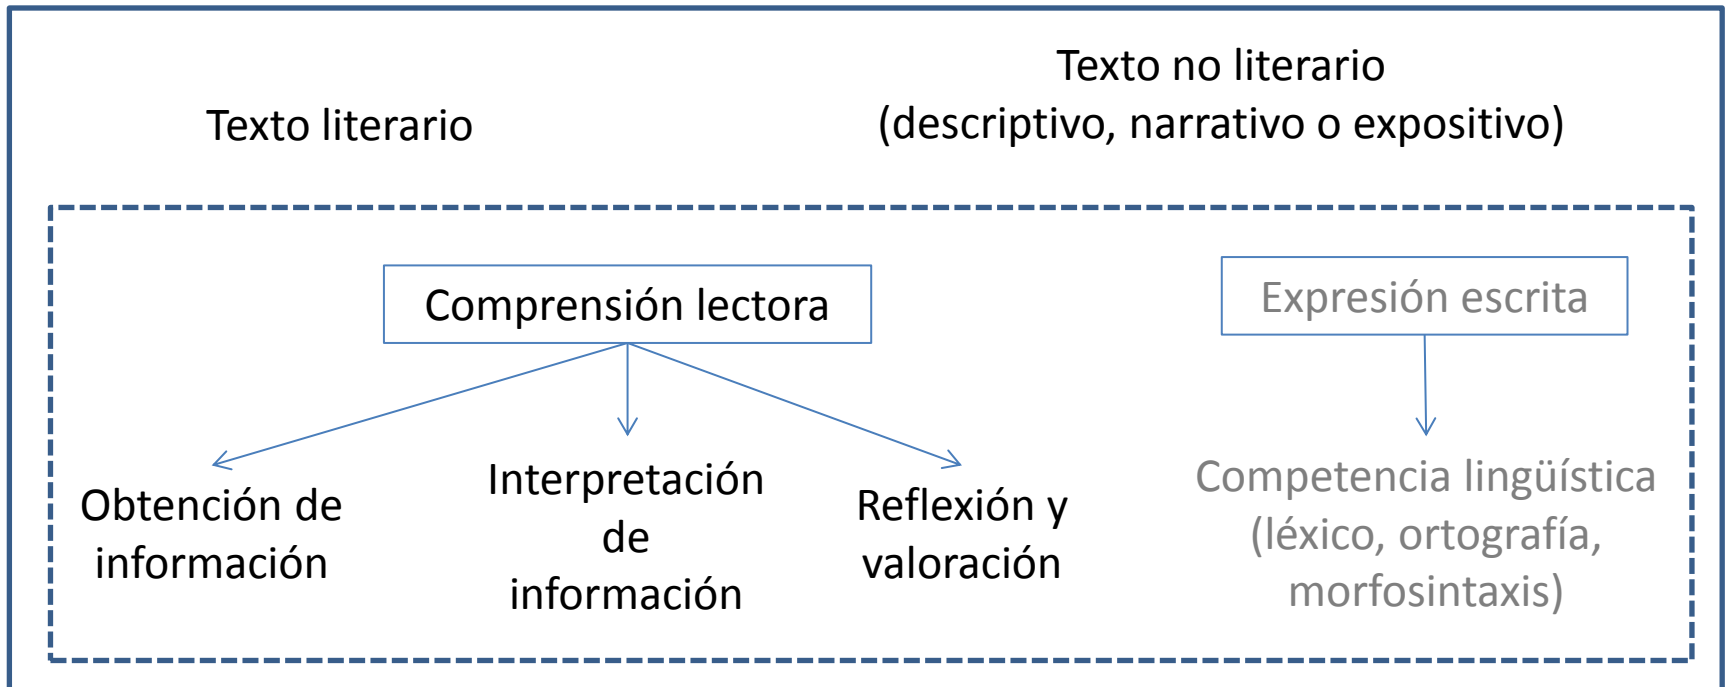 Texto literario
Texto no literario
(descriptivo, narrativo o expositivo)
Comprensión lectora
Expresión escrita
Obtención de
información
Interpretación
de
información
Reflexión y
valoración
Competencia lingüística
(léxico, ortografía,
morfosintaxis)